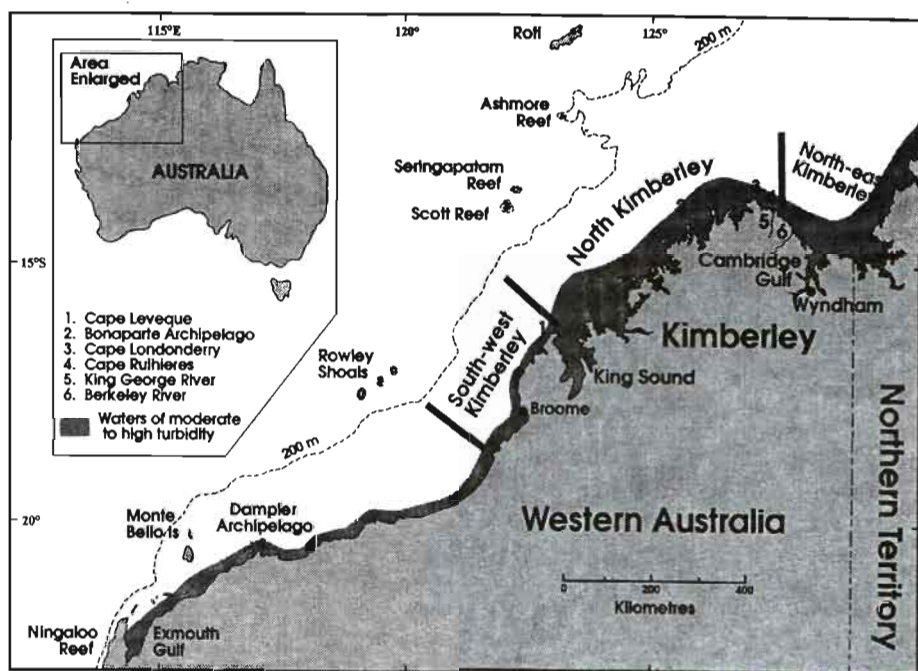 115°E
120°
125°
Roti
200 m
Area
Enlarged
AUSTRALIA
Ashmore
Reef
Seringapatam
Reef
Scott Reef
North Kimberley
North-eas
Kimberle
5
6
15°
Cambridge
Gulf
Wyndham
1. Cape Leveque
2. Bonaparte Archipelago
3. Cape Londonderry
4. Cape Rulhieres
5. King George River
6. Berkeley River
Waters of moderate
to high turbidity
Rowley
Shoals
South-west
Kimberley
Kimberley
King Sound
Broome
200 m
Northern Territory
20°
Monte
Bello Is
Dampier
Archipelago
Western Australia
0 200 400
Kilometres
Ningaloo
Reef
Exmouth
Gulf